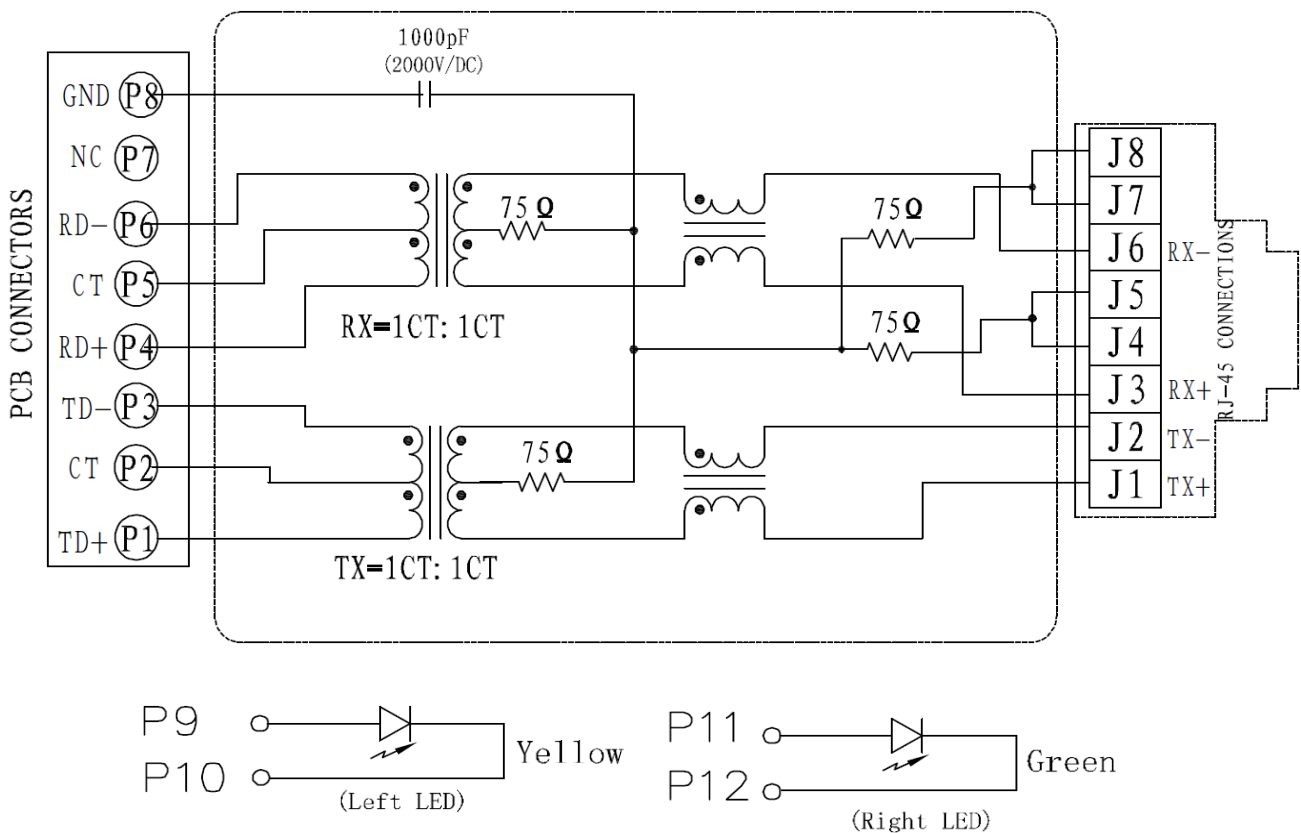 1000pF
(2000V/DC)
PCB CONNECTORS
GND P8
NC P7
RD- P6
CT P5
RD+ P4
TD- P3
CT P2
TD+ P1
75Ω
RX=1CT: 1CT
75Ω
TX=1CT: 1CT
75Ω
75Ω
J8
J7
J6 RX-
J5
J4
J3 RX+
J2 TX-
J1 TX+
RJ-45 CONNECTIONS
P9
P10
Yellow
(Left LED)
P11
P12
Green
(Right LED)